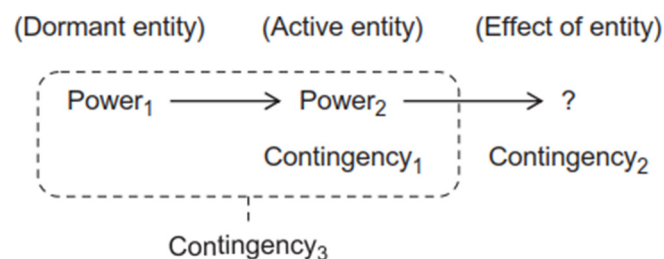 (Dormant entity) (Active entity) (Effect of entity)
Power₁ Power₂ ?
Contingency₁ Contingency₂
Contingency₃